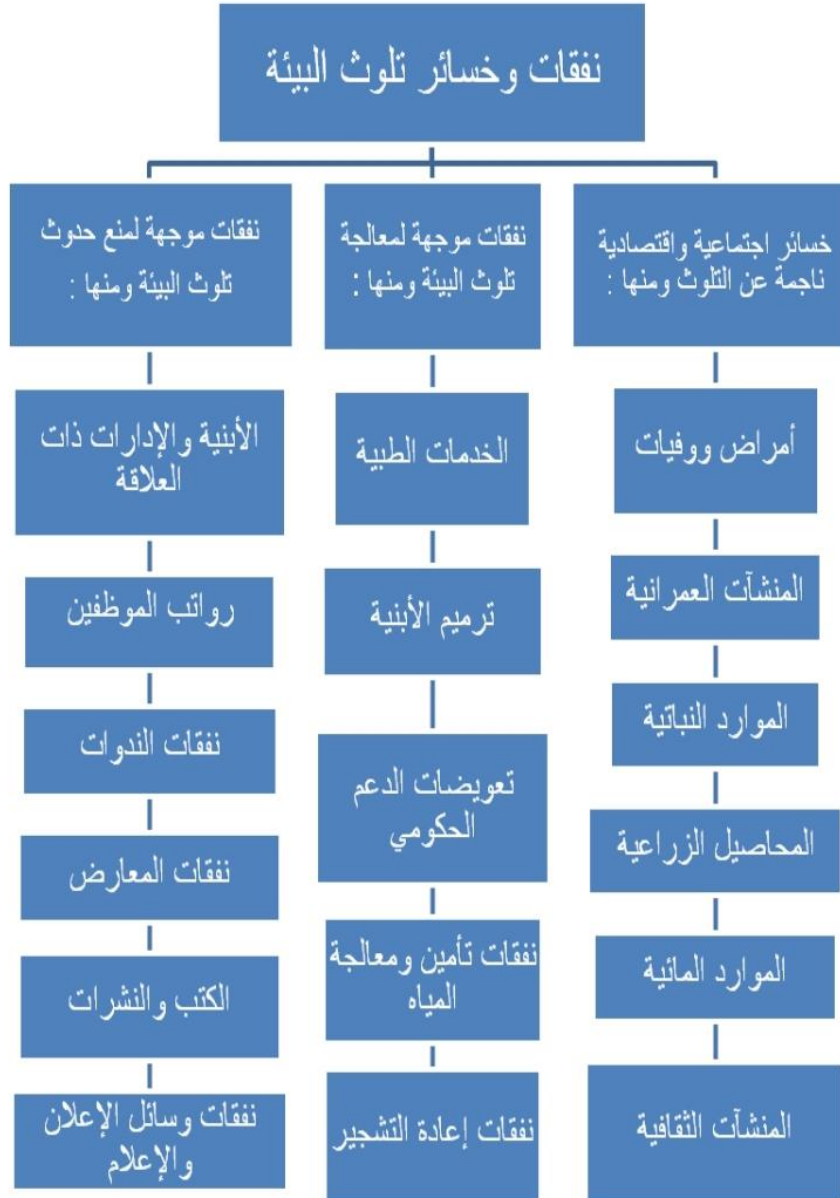 نفقات وخسائر تلوث البيئة
خسائر اجتماعية واقتصادية
ناجمة عن التلوث ومنها :
أمراض ووفيات
المنشآت العمرانية
الموارد النباتية
المحاصيل الزراعية
الموارد المائية
المنشآت الثقافية
نفقات موجهة لمعالجة
تلوث البيئة ومنها :
الخدمات الطبية
ترميم الأبنية
تعويضات الدعم
الحكومي
نفقات تأمين ومعالجة
المياه
نفقات إعادة التشجير
نفقات موجهة لمنع حدوث
تلوث البيئة ومنها :
الأبنية والإدارات ذات
العلاقة
رواتب الموظفين
نفقات الندوات
نفقات المعارض
الكتب والنشرات
نفقات وسائل الإعلان
والإعلام